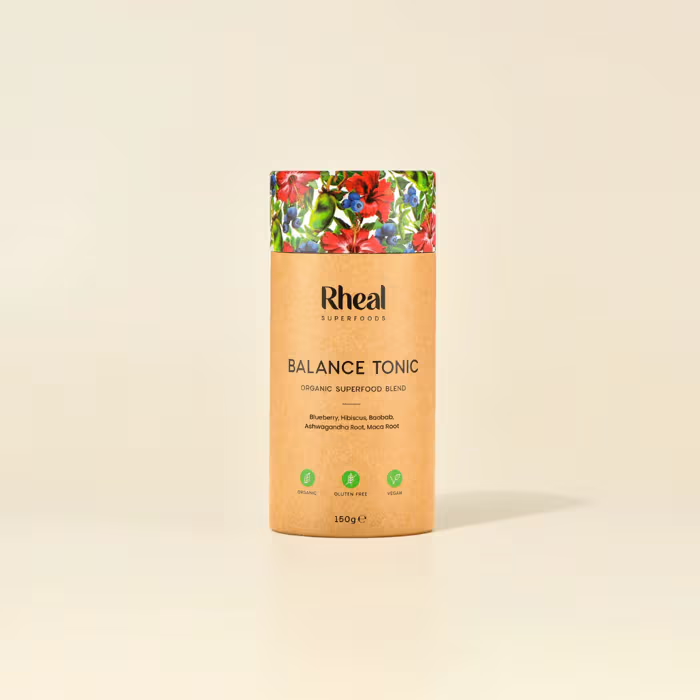 Rheal
SUPERFOODS
BALANCE TONIC
ORGANIC SUPERFOOD BLEND
Blueberry, Hibiscus, Baobab,
Ashwagandha Root, Maca Root
ORGANIC GLUTEN FREE VEGAN
150g℮